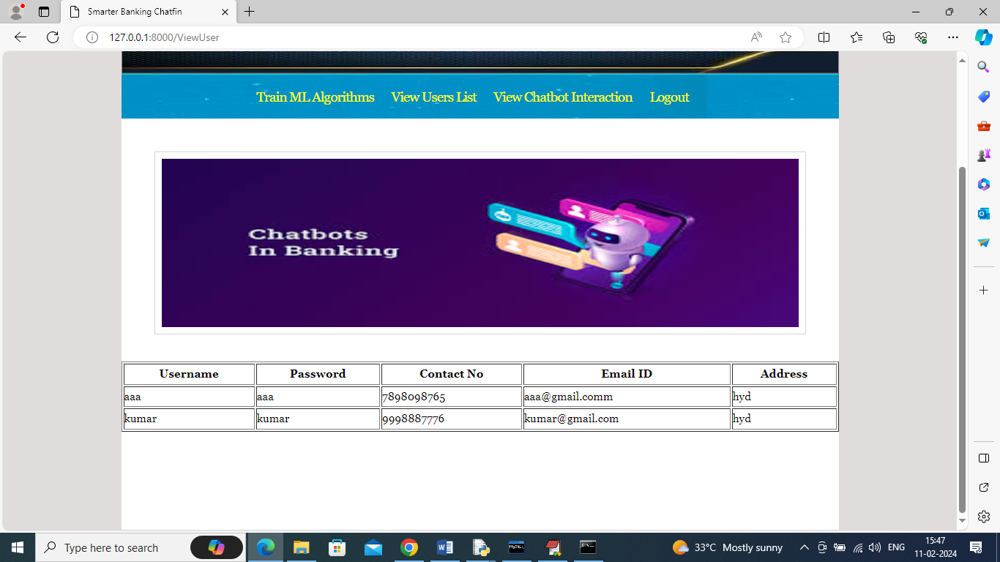 Smarter Banking Chatfin
127.0.0.1:8000/ViewUser
Train ML Algorithms View Users List View Chatbot Interaction Logout
Chatbots
In Banking
Username Password Contact No Email ID Address
aaa aaa 7898098765 aaa@gmail.comm hyd
kumar kumar 9998887776 kumar@gmail.com hyd
Type here to search
33°C Mostly sunny
ENG
15:47
11-02-2024